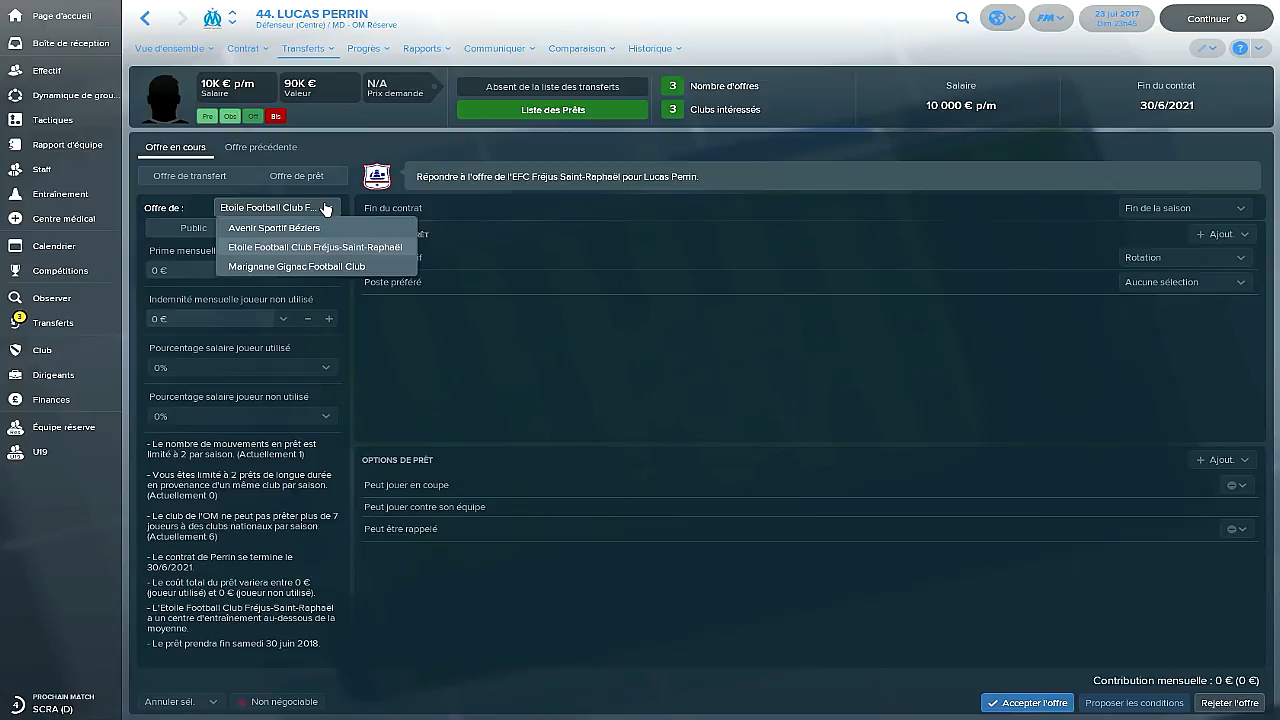 Page d'accueil
Boîte de réception
Effectif
Dynamique de grou...
Tactiques
Rapport d'équipe
Staff
Entraînement
Centre médical
Calendrier
Compétitions
Observer
3
Transferts
Club
Dirigeants
Finances
Équipe réserve
U19
PROCHAIN MATCH
SCRA (D)
44. LUCAS PERRIN
Défenseur (Centre) / MD - OM Réserve
FM
23 jui 2017
Dim 23h45
Continuer
Vue d'ensemble
Contrat
Transferts
Progrès
Rapports
Communiquer
Comparaison
Historique
?
10K € p/m
Salaire
90K €
Valeur
N/A
Prix demandé
Pre
Obs
Off
Bls
Absent de la liste des transferts
Liste des Prêts
3 Nombre d'offres
3 Clubs intéressés
Salaire
10 000 € p/m
Fin du contrat
30/6/2021
Offre en cours
Offre précédente
Offre de transfert
Offre de prêt
Répondre à l'offre de l'EFC Fréjus Saint-Raphaël pour Lucas Perrin.
Offre de :
Etoile Football Club F...
Avenir Sportif Béziers
Etoile Football Club Fréjus-Saint-Raphaël
Marignane Gignac Football Club
Public
Prime mensuel
0 €
Indemnité mensuelle joueur non utilisé
0 €
Pourcentage salaire joueur utilisé
0%
Pourcentage salaire joueur non utilisé
0%
- Le nombre de mouvements en prêt est
limité à 2 par saison. (Actuellement 1)
- Vous êtes limité à 2 prêts de longue durée
en provenance d'un même club par saison.
(Actuellement 0)
- Le club de l'OM ne peut pas prêter plus de 7
joueurs à des clubs nationaux par saison.
(Actuellement 6)
- Le contrat de Perrin se termine le
30/6/2021.
- Le coût total du prêt variera entre 0 €
(joueur utilisé) et 0 € (joueur non utilisé).
- L'Etoile Football Club Fréjus-Saint-Raphaël
a un centre d'entraînement au-dessous de la
moyenne.
- Le prêt prendra fin samedi 30 juin 2018.
Fin du contrat
Fin de la saison
Ajout.
Rotation
Poste préféré
Aucune sélection
OPTIONS DE PRÊT
Ajout.
Peut jouer en coupe
Peut jouer contre son équipe
Peut être rappelé
Contribution mensuelle : 0 € (0 €)
Annuler sél.
Non négociable
Accepter l'offre
Proposer les conditions
Rejeter l'offre